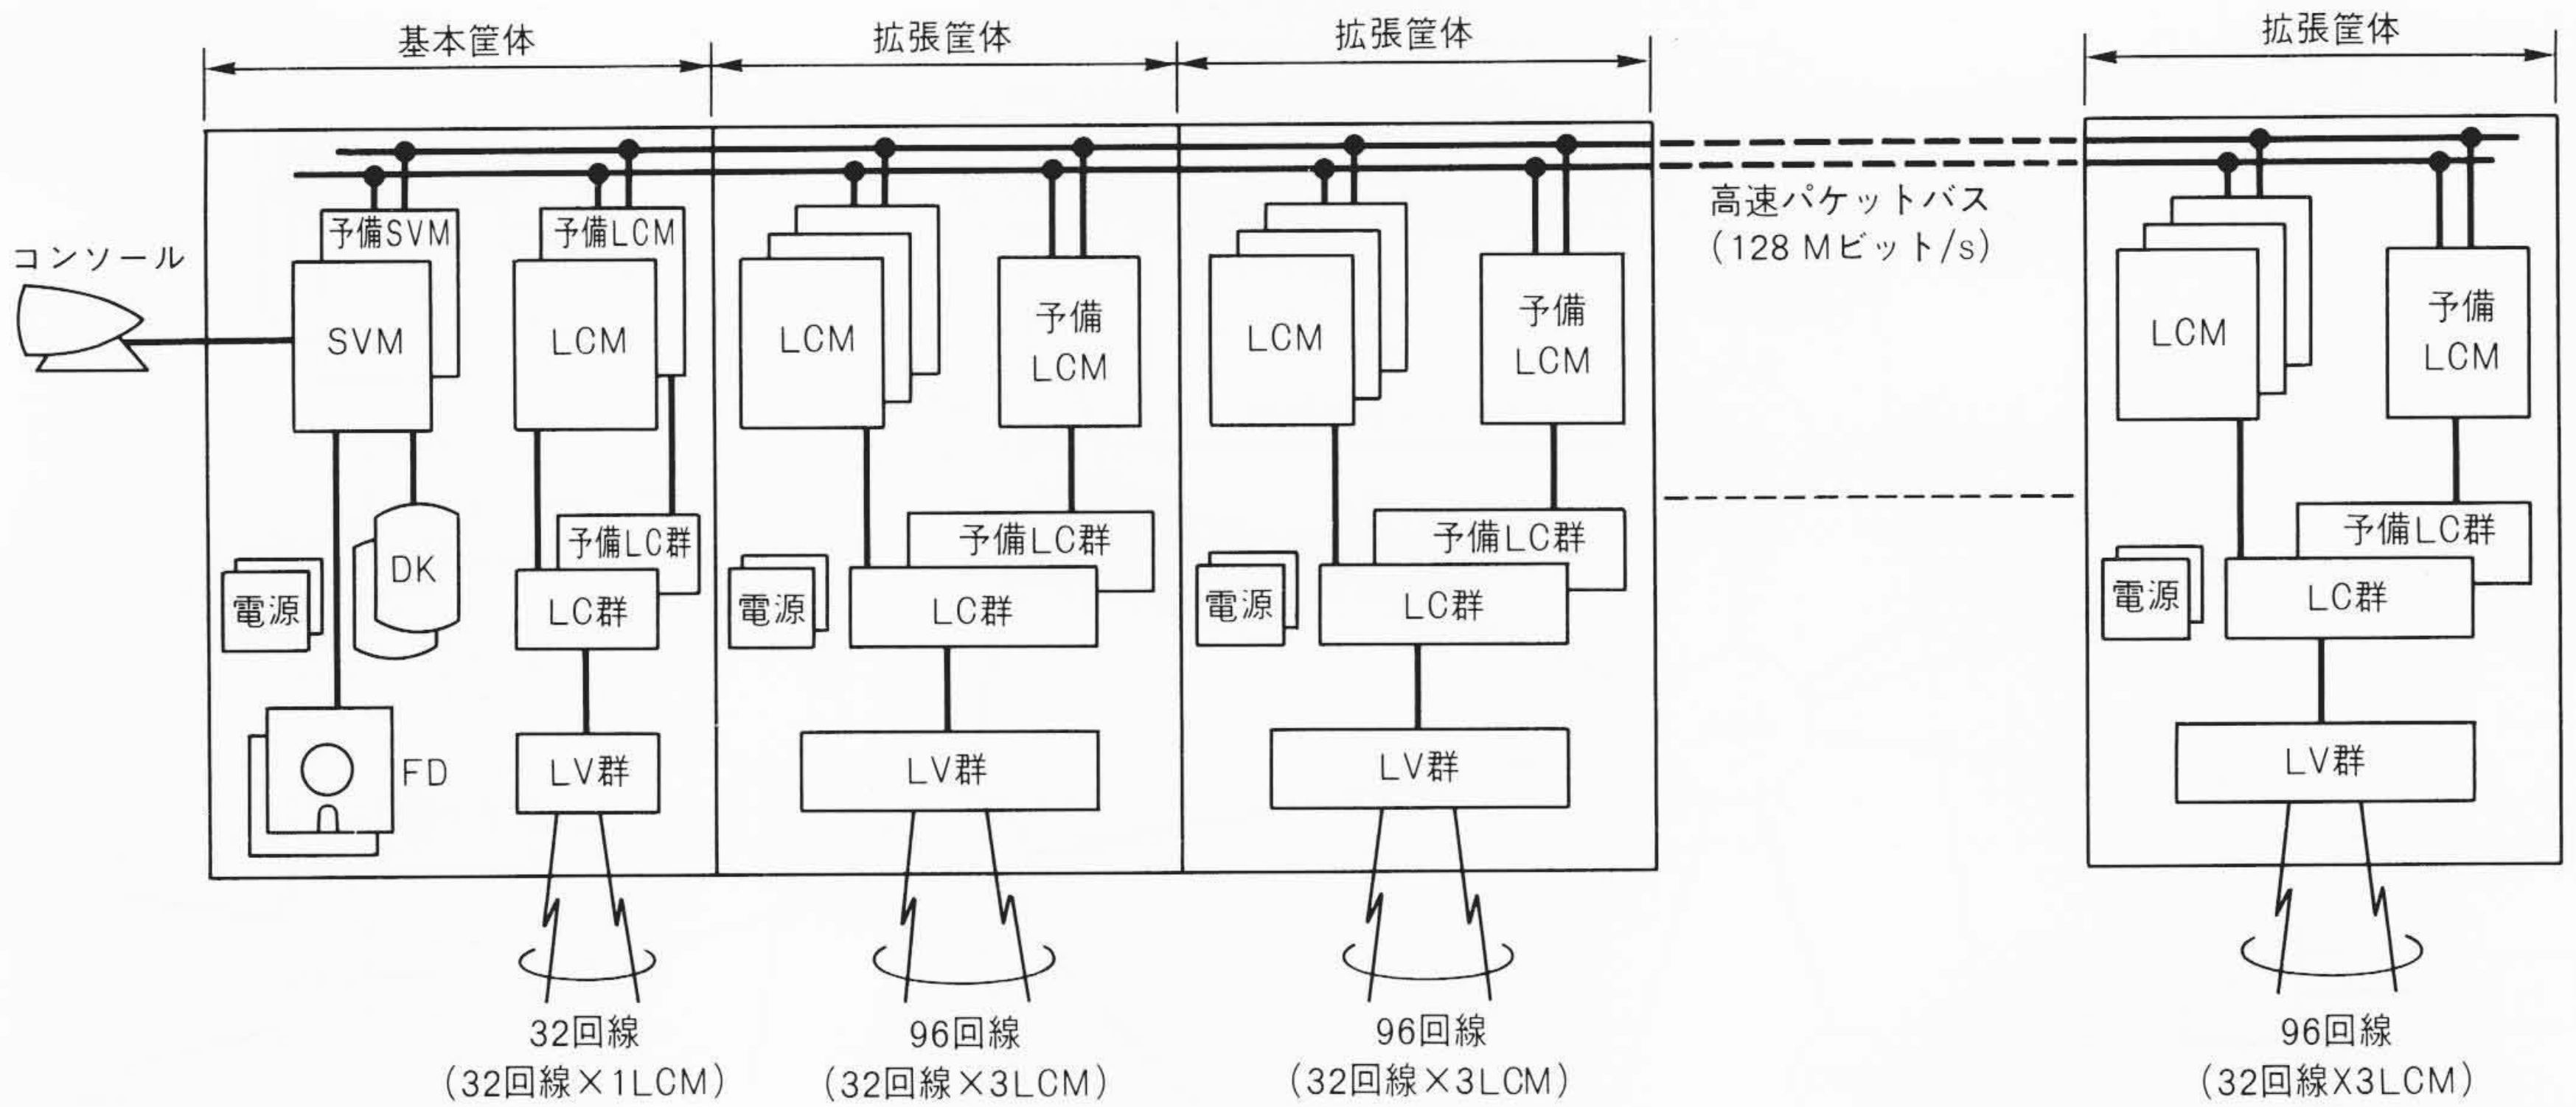 基本筐体
拡張筐体
拡張筐体
拡張筐体
高速パケットバス
(128 Mビット/s)
コンソール
予備SVM
SVM
予備LCM
LCM
DK
電源
FD
予備LC群
LC群
LV群
32回線
(32回線×1LCM)
LCM
予備
LCM
電源
予備LC群
LC群
LV群
96回線
(32回線×3LCM)
LCM
予備
LCM
電源
予備LC群
LC群
LV群
96回線
(32回線×3LCM)
LCM
予備
LCM
電源
予備LC群
LC群
LV群
96回線
(32回線X3LCM)